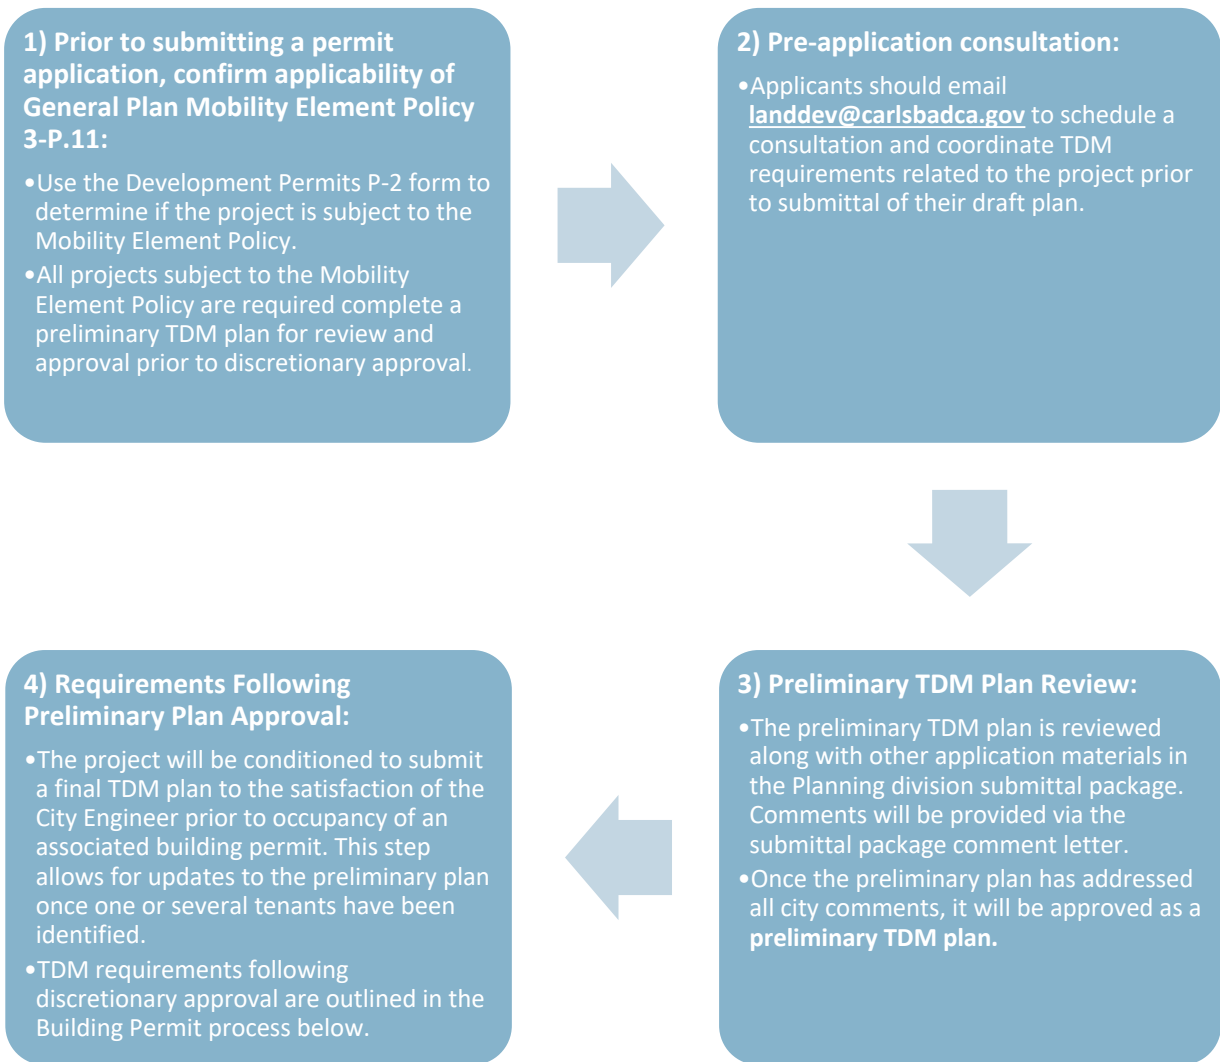 1) Prior to submitting a permit
application, confirm applicability of
General Plan Mobility Element Policy
3-P.11:
•Use the Development Permits P-2 form to
determine if the project is subject to the
Mobility Element Policy.
•All projects subject to the Mobility
Element Policy are required complete a
preliminary TDM plan for review and
approval prior to discretionary approval.
2) Pre-application consultation:
•Applicants should email
landdev@carlsbadca.gov to schedule a
consultation and coordinate TDM
requirements related to the project prior
to submittal of their draft plan.
3) Preliminary TDM Plan Review:
•The preliminary TDM plan is reviewed
along with other application materials in
the Planning division submittal package.
Comments will be provided via the
submittal package comment letter.
•Once the preliminary plan has addressed
all city comments, it will be approved as a
preliminary TDM plan.
4) Requirements Following
Preliminary Plan Approval:
•The project will be conditioned to submit
a final TDM plan to the satisfaction of the
City Engineer prior to occupancy of an
associated building permit. This step
allows for updates to the preliminary plan
once one or several tenants have been
identified.
•TDM requirements following
discretionary approval are outlined in the
Building Permit process below.